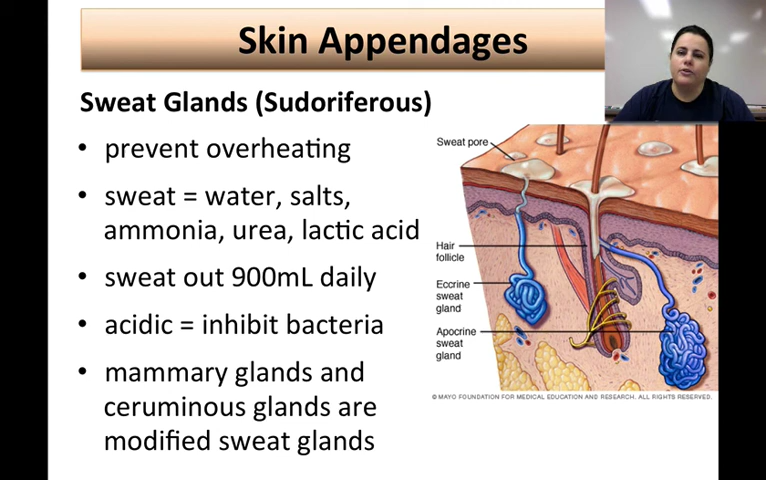 Skin Appendages
Sweat Glands (Sudoriferous)
• prevent overheating
• sweat = water, salts,
ammonia, urea, lactic acid
• sweat out 900mL daily
• acidic = inhibit bacteria
• mammary glands and
ceruminous glands are
modified sweat glands
Sweat pore
Hair
follicle
Eccrine
sweat
gland
Apocrine
sweat
gland
© MAYO FOUNDATION FOR MEDICAL EDUCATION AND RESEARCH. ALL RIGHTS RESERVED.